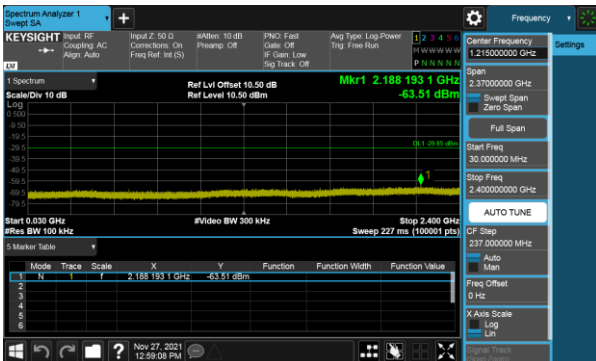 Spectrum Analyzer 1
Swept SA
Frequency
KEYSIGHT
Input: RF
Coupling: AC
Align: Auto
Input Z: 50 Ω
Corrections: On
Freq Ref: Int (S)
#Atten: 10 dB
Preamp: Off
PNO: Fast
Gate: Off
IF Gain: Low
Sig Track: Off
Avg Type: Log-Power
Trig: Free Run
1 2 3 4 5 6
M W W W W W
P N N N N N
LXI
1 Spectrum
Scale/Div 10 dB
Ref Lvl Offset 10.50 dB
Ref Level 10.50 dBm
Mkr1 2.188 193 1 GHz
-63.51 dBm
Log
0.500
-9.50
-19.5
-29.5
-39.5
-49.5
-59.5
-69.5
-79.5
DL1 -29.85 dBm
1
Start 0.030 GHz
#Res BW 100 kHz
#Video BW 300 kHz
Stop 2.400 GHz
Sweep 227 ms (100001 pts)
5 Marker Table
Mode Trace Scale X Y Function Function Width Function Value
1 N 1 f 2.188 193 1 GHz -63.51 dBm
2
3
4
5
6
Nov 27, 2021
12:59:08 PM
Center Frequency
1.215000000 GHz
Settings
Span
2.37000000 GHz
Swept Span
Zero Span
Full Span
Start Freq
30.000000 MHz
Stop Freq
2.400000000 GHz
AUTO TUNE
CF Step
237.000000 MHz
Auto
Man
Freq Offset
0 Hz
X Axis Scale
Log
Lin
Signal Track